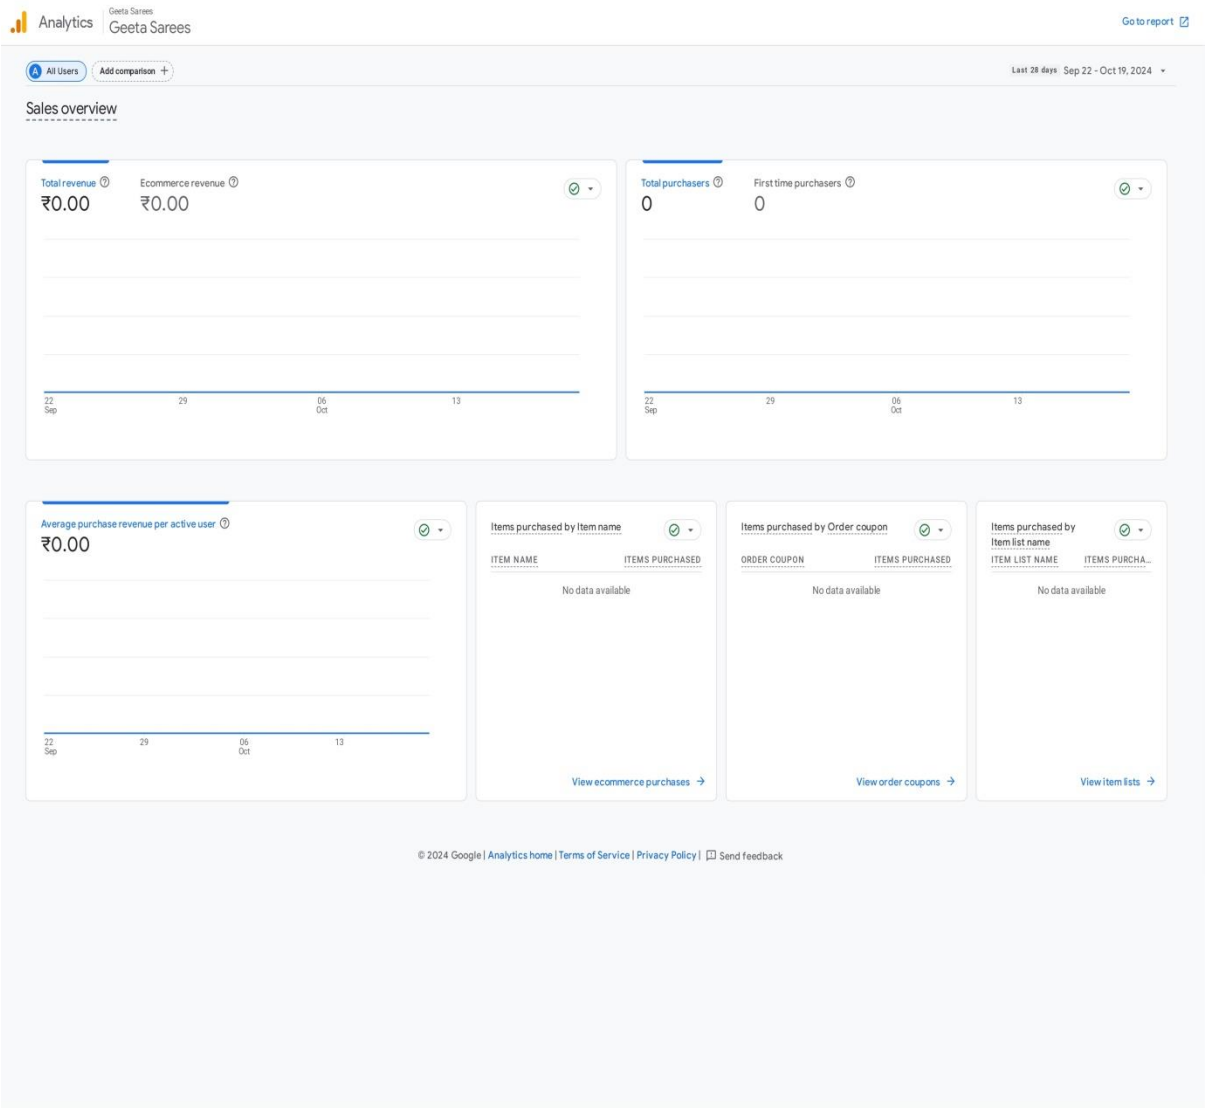 Analytics
Geeta Sarees
Geeta Sarees
Go to report
A All Users
Add comparison +
Last 28 days Sep 22 - Oct 19, 2024
Sales overview
Total revenue
₹0.00
Ecommerce revenue
₹0.00
22
Sep
29
06
Oct
13
Total purchasers
0
First time purchasers
0
22
Sep
29
06
Oct
13
Average purchase revenue per active user
₹0.00
22
Sep
29
06
Oct
13
Items purchased by Item name
ITEM NAME ITEMS PURCHASED
No data available
View ecommerce purchases →
Items purchased by Order coupon
ORDER COUPON ITEMS PURCHASED
No data available
View order coupons →
Items purchased by
Item list name
ITEM LIST NAME ITEMS PURCHA...
No data available
View item lists →
© 2024 Google | Analytics home | Terms of Service | Privacy Policy | Send feedback